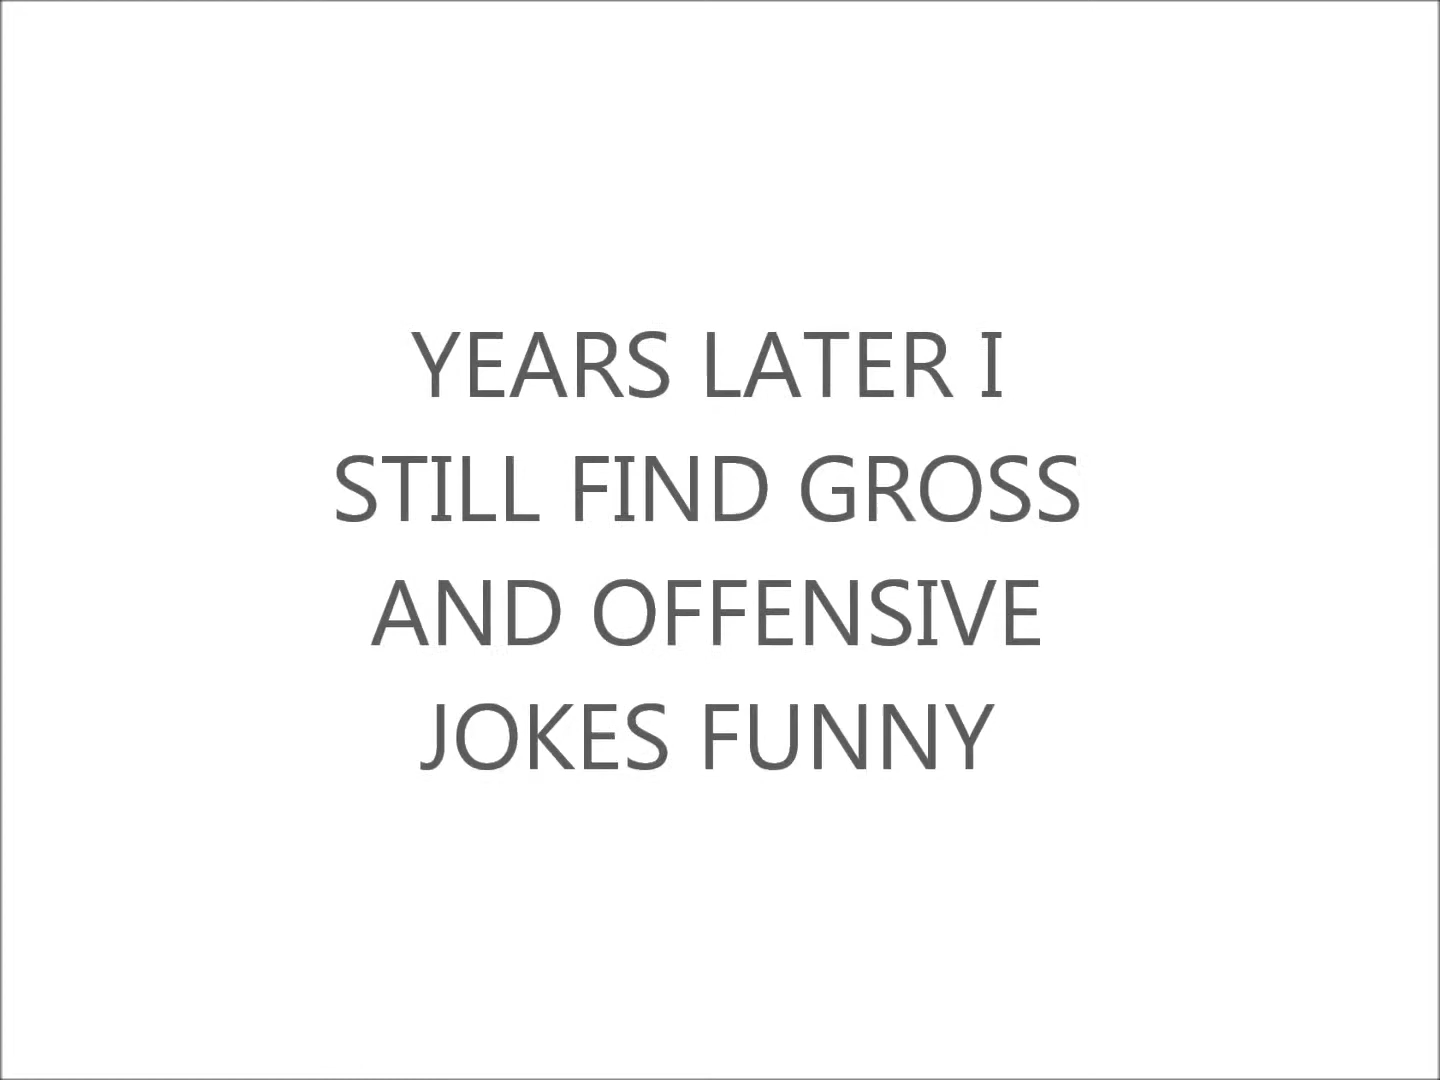 YEARS LATER I
STILL FIND GROSS
AND OFFENSIVE
JOKES FUNNY